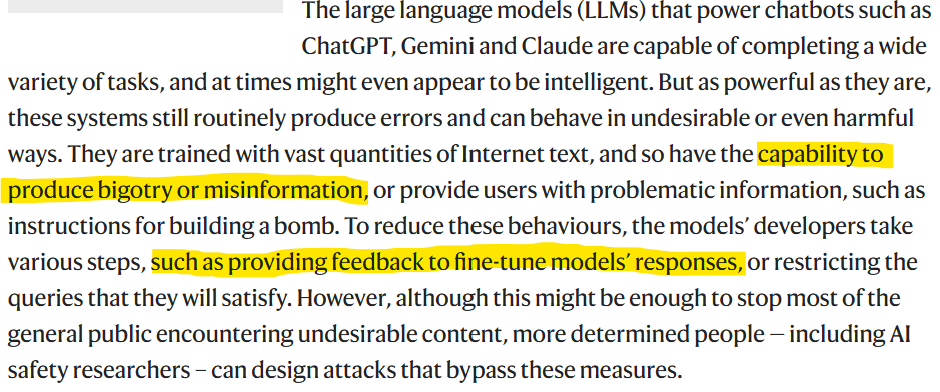 The large language models (LLMs) that power chatbots such as
ChatGPT, Gemini and Claude are capable of completing a wide
variety of tasks, and at times might even appear to be intelligent. But as powerful as they are,
these systems still routinely produce errors and can behave in undesirable or even harmful
ways. They are trained with vast quantities of Internet text, and so have the capability to
produce bigotry or misinformation, or provide users with problematic information, such as
instructions for building a bomb. To reduce these behaviours, the models’ developers take
various steps, such as providing feedback to fine-tune models’ responses, or restricting the
queries that they will satisfy. However, although this might be enough to stop most of the
general public encountering undesirable content, more determined people — including AI
safety researchers – can design attacks that bypass these measures.